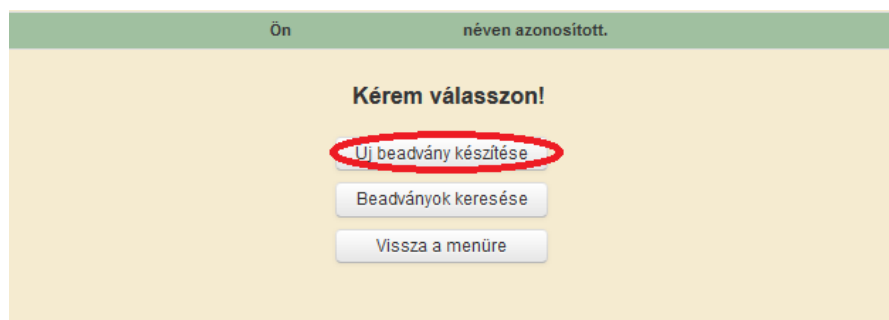 Ön néven azonosított.
Kérem válasszon!
Uj beadvány készítése
Beadványok keresése
Vissza a menüre